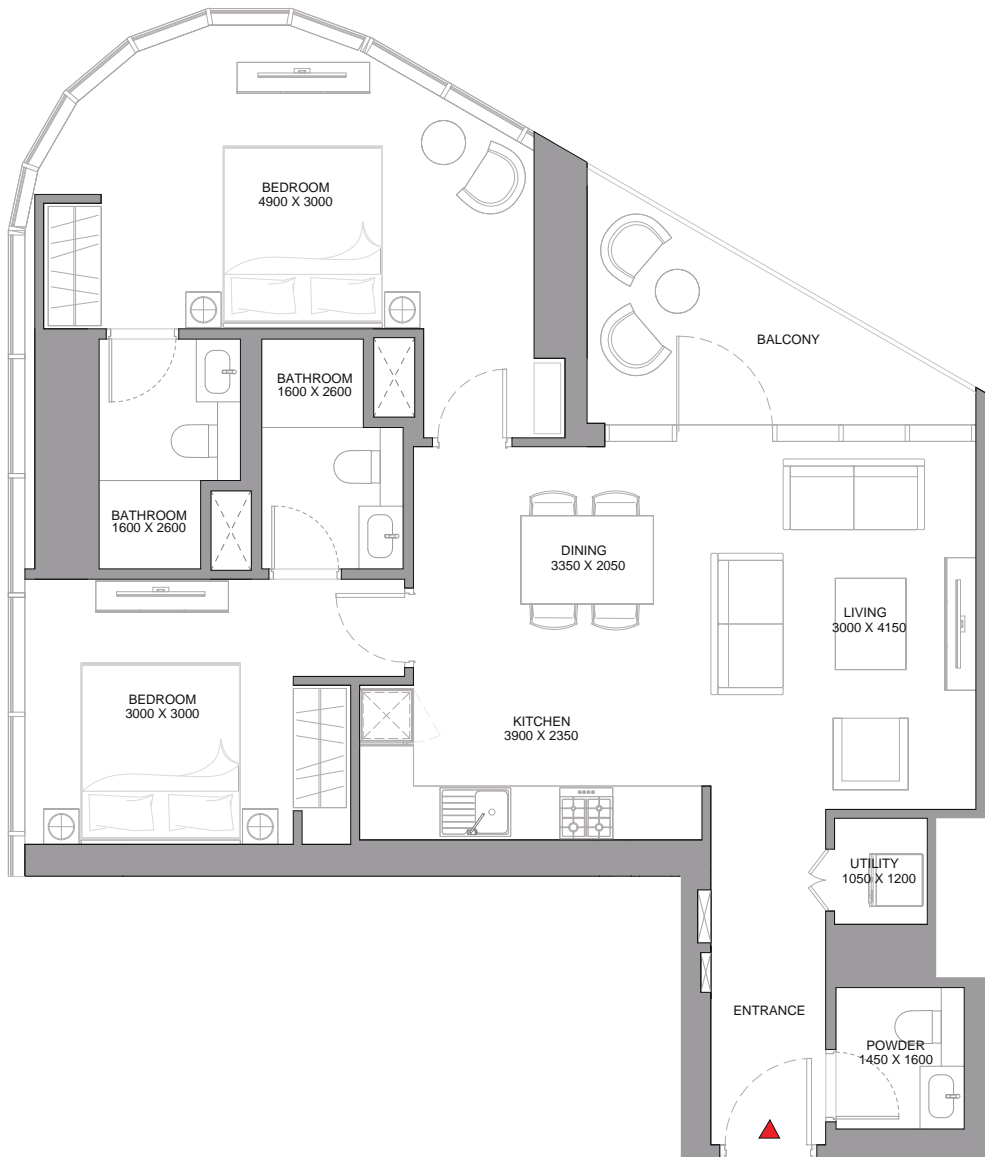 BEDROOM
4900 X 3000
BALCONY
BATHROOM
1600 X 2600
BATHROOM
1600 X 2600
DINING
3350 X 2050
LIVING
3000 X 4150
BEDROOM
3000 X 3000
KITCHEN
3900 X 2350
UTILITY
1050 X 1200
ENTRANCE
POWDER
1450 X 1600